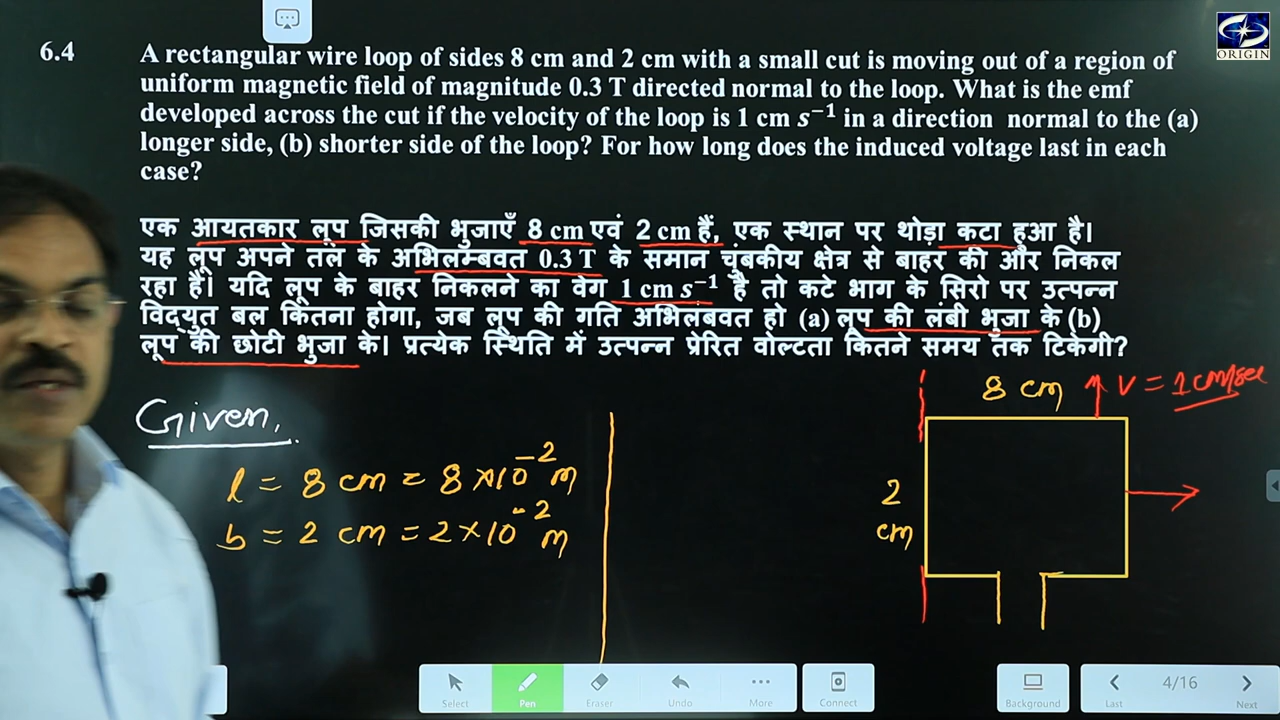 ORIGIN
6.4 A rectangular wire loop of sides 8 cm and 2 cm with a small cut is moving out of a region of
uniform magnetic field of magnitude 0.3 T directed normal to the loop. What is the emf
developed across the cut if the velocity of the loop is 1 cm s⁻¹ in a direction normal to the (a)
longer side, (b) shorter side of the loop? For how long does the induced voltage last in each
case?
एक आयतकार लूप जिसकी भुजाएँ 8 cm एवं 2 cm हैं, एक स्थान पर थोड़ा कटा हुआ है।
यह लूप अपने तल के अभिलम्बवत 0.3 T के समान चुंबकीय क्षेत्र से बाहर की और निकल
रहा है। यदि लूप के बाहर निकलने का वेग 1 cm s⁻¹ है तो कटे भाग के सिरो पर उत्पन्न
विद्युत बल कितना होगा, जब लूप की गति अभिलंबवत हो (a) लूप की लंबी भुजा के (b)
लूप की छोटी भुजा के। प्रत्येक स्थिति में उत्पन्न प्रेरित वोल्टता कितने समय तक टिकेगी?
8 cm V = 1cm/sec
Given,
l = 8 cm = 8×10⁻² m
b = 2 cm = 2×10⁻² m
2
cm
Select Pen Eraser Undo More Connect Background Last 4/16 Next